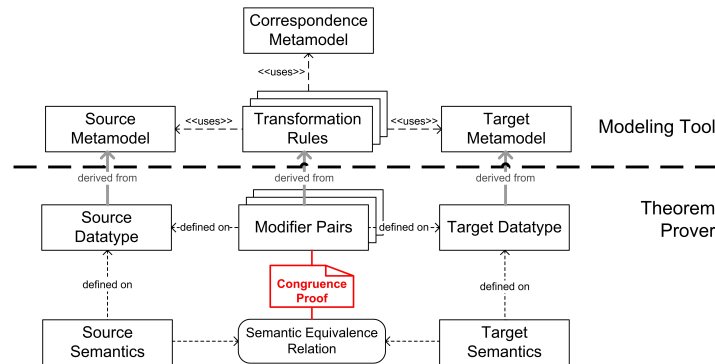 Correspondence
Metamodel
<<uses>>
Source
Metamodel
<<uses>>
Transformation
Rules
<<uses>>
Target
Metamodel
Modeling Tool
derived from
derived from
derived from
Source
Datatype
defined on
Modifier Pairs
defined on
Target Datatype
Theorem
Prover
defined on
Congruence
Proof
defined on
Source
Semantics
Semantic Equivalence
Relation
Target
Semantics